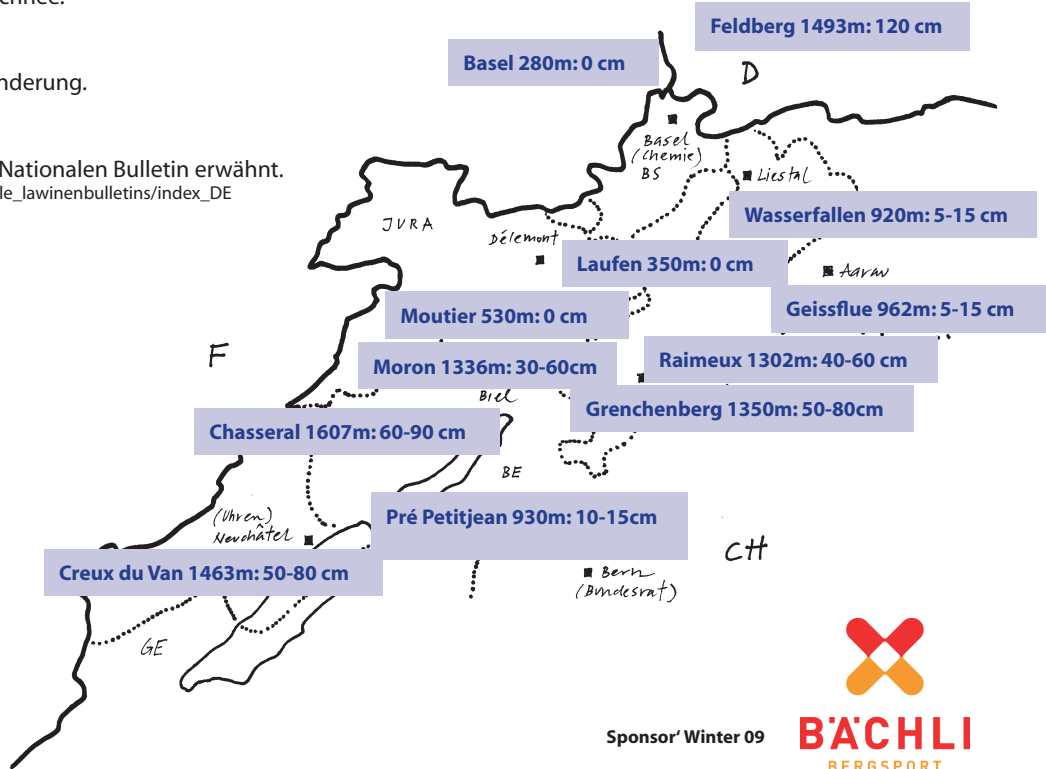 chnee.
Feldberg 1493m: 120 cm
Basel 280m: 0 cm
D
nderung.
Basel
(Chemie)
BS
Liestal
Nationalen Bulletin erwähnt.
le_lawinenbulletins/index_DE
Wasserfallen 920m: 5-15 cm
JURA
Délemont
Laufen 350m: 0 cm
Aarau
Moutier 530m: 0 cm
Geissflue 962m: 5-15 cm
F
Moron 1336m: 30-60cm
Raimeux 1302m: 40-60 cm
Biel
Grenchenberg 1350m: 50-80cm
Chasseral 1607m: 60-90 cm
BE
Pré Petitjean 930m: 10-15cm
(Uhren)
Neuchâtel
CH
Creux du Van 1463m: 50-80 cm
Bern
(Bundesrat)
GE
Sponsor' Winter 09
BÄCHLI
BERGSPORT